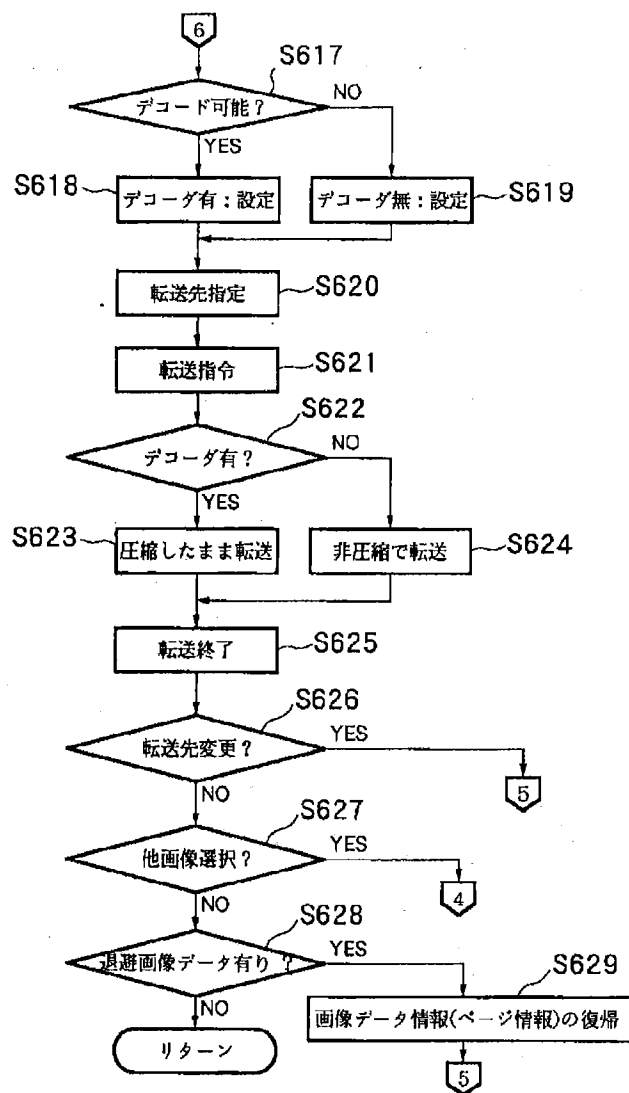 6
S617
デコード可能？
NO
YES
S618
デコーダ有：設定
デコーダ無：設定
S619
転送先指定
S620
転送指令
S621
S622
デコーダ有？
NO
YES
S623
圧縮したまま転送
非圧縮で転送
S624
転送終了
S625
S626
転送先変更？
YES
5
NO
S627
他画像選択？
YES
4
NO
S628
退避画像データ有り？
YES
S629
NO
画像データ情報(ページ情報)の復帰
リターン
5